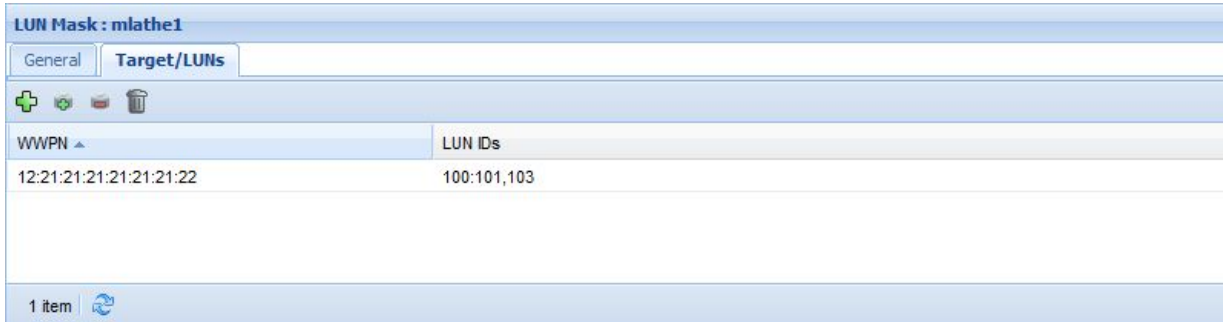 LUN Mask : mlathe1
General Target/LUNs
WWPN LUN IDs
12:21:21:21:21:21:21:22 100:101,103
1 item